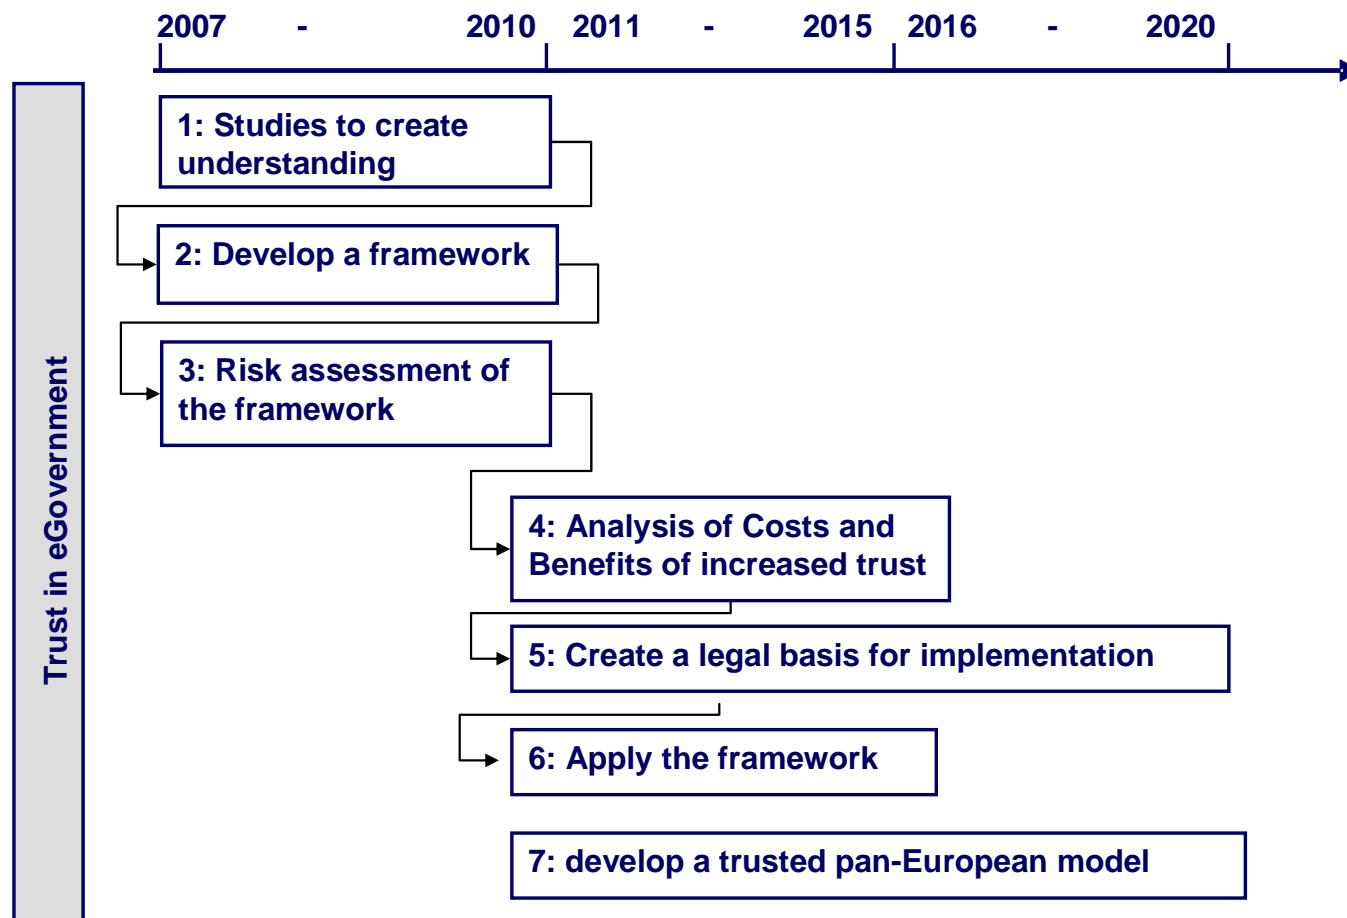 2007 - 2010 2011 - 2015 2016 - 2020
Trust in eGovernment
1: Studies to create
understanding
2: Develop a framework
3: Risk assessment of
the framework
4: Analysis of Costs and
Benefits of increased trust
5: Create a legal basis for implementation
6: Apply the framework
7: develop a trusted pan-European model